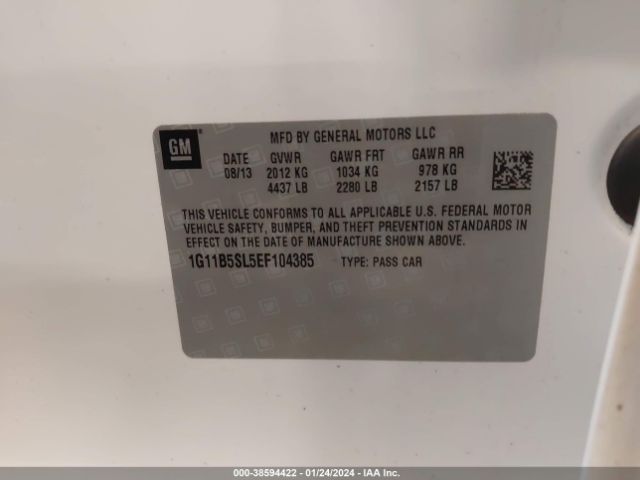 GM
MFD BY GENERAL MOTORS LLC
DATE GVWR GAWR FRT GAWR RR
08/13 2012 KG 1034 KG 978 KG
4437 LB 2280 LB 2157 LB
THIS VEHICLE CONFORMS TO ALL APPLICABLE U.S. FEDERAL MOTOR
VEHICLE SAFETY, BUMPER, AND THEFT PREVENTION STANDARDS IN
EFFECT ON THE DATE OF MANUFACTURE SHOWN ABOVE.
1G11B5SL5EF104385 TYPE: PASS CAR
000-38594422 - 01/24/2024 - IAAI.com